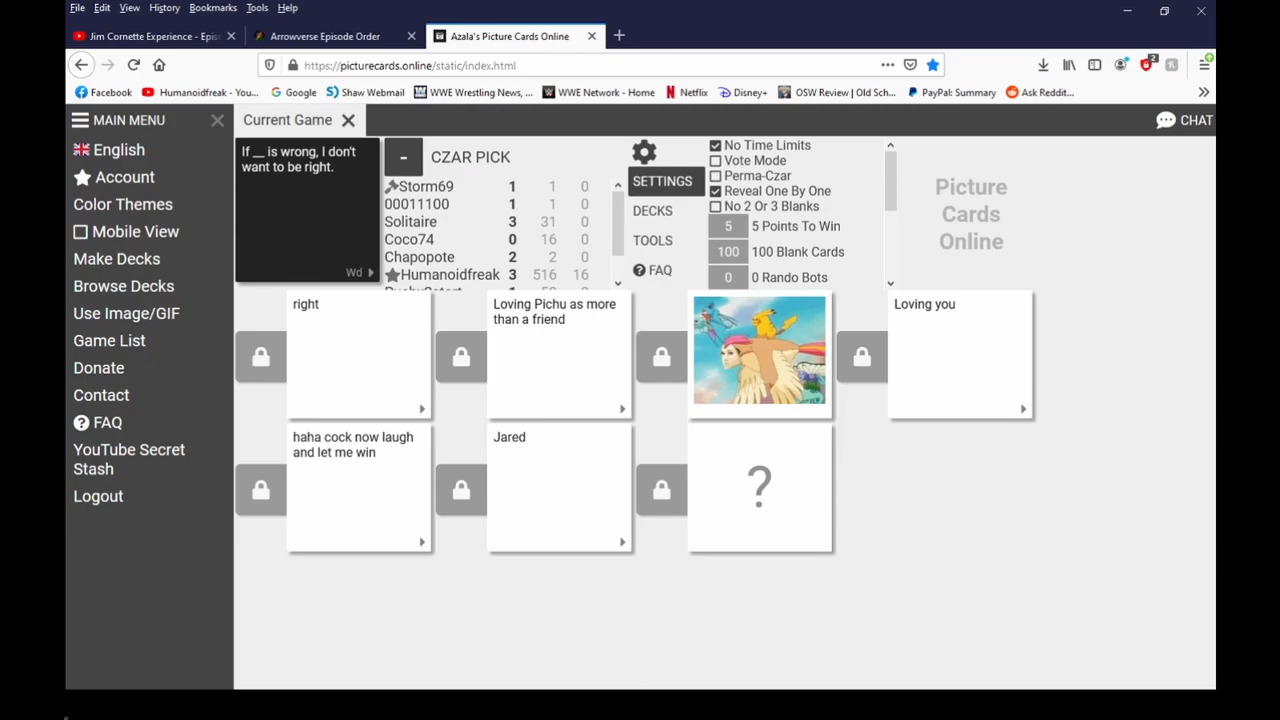 File Edit View History Bookmarks Tools Help
Jim Cornette Experience - Epis
Arrowverse Episode Order
Azala's Picture Cards Online
https://picturecards.online/static/index.html
2
Facebook
Humanoidfreak - You...
Google
Shaw Webmail
WWE Wrestling News, ...
WWE Network - Home
Netflix
Disney+
OSW Review | Old Sch...
PayPal: Summary
Ask Reddit...
MAIN MENU
Current Game
CHAT
English
Account
Color Themes
Mobile View
Make Decks
Browse Decks
Use Image/GIF
Game List
Donate
Contact
FAQ
YouTube Secret
Stash
Logout
If __ is wrong, I don't
want to be right.
Wd
- CZAR PICK
Storm69 1 1 0
00011100 1 1 0
Solitaire 3 31 0
Coco74 0 16 0
Chapopote 2 2 0
Humanoidfreak 3 516 16
SETTINGS
DECKS
TOOLS
FAQ
No Time Limits
Vote Mode
Perma-Czar
Reveal One By One
No 2 Or 3 Blanks
5 5 Points To Win
100 100 Blank Cards
0 0 Rando Bots
Picture
Cards
Online
right
Loving Pichu as more
than a friend
Loving you
haha cock now laugh
and let me win
Jared
?